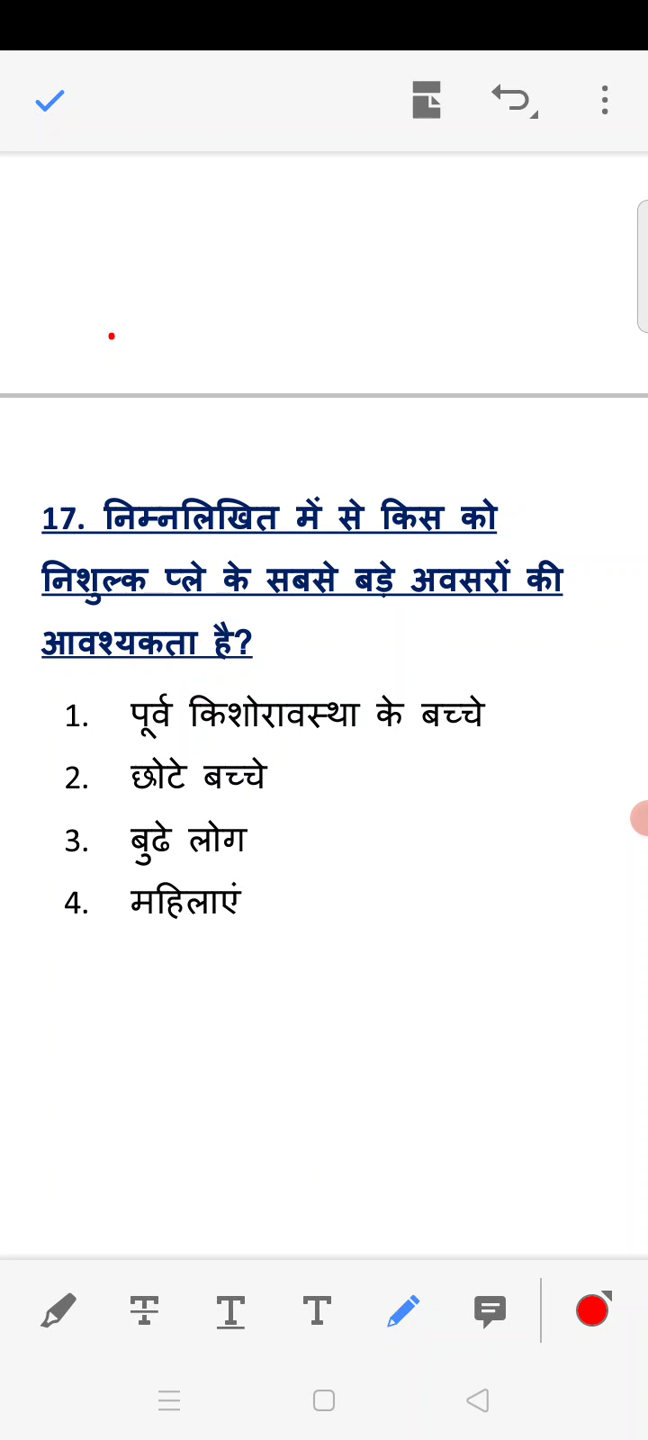 17. निम्नलिखित में से किस को
निशुल्क प्ले के सबसे बड़े अवसरों की
आवश्यकता है?
1. पूर्व किशोरावस्था के बच्चे
2. छोटे बच्चे
3. बुढे लोग
4. महिलाएं